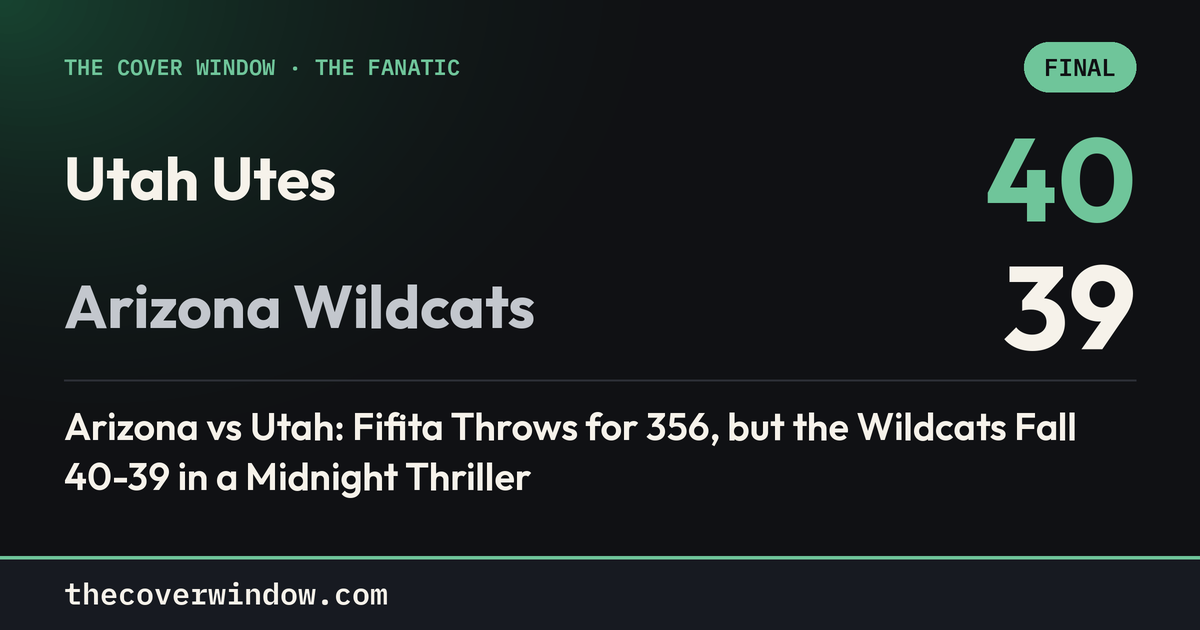 THE COVER WINDOW · THE FANATIC
FINAL
Utah Utes
40
Arizona Wildcats
39
Arizona vs Utah: Fifita Throws for 356, but the Wildcats Fall
40-39 in a Midnight Thriller
thecoverwindow.com